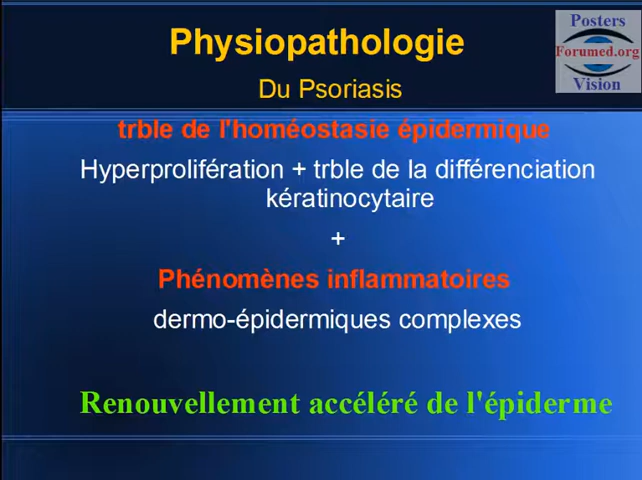 Physiopathologie
Posters
Forumed.org
Vision
Du Psoriasis
trble de l'homéostasie épidermique
Hyperprolifération + trble de la différenciation
kératinocytaire
+
Phénomènes inflammatoires
dermo-épidermiques complexes
Renouvellement accéléré de l'épiderme